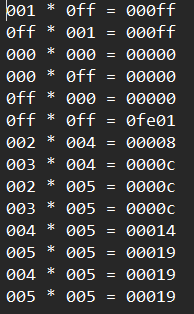 001 * 0ff = 000ff
0ff * 001 = 000ff
000 * 000 = 00000
000 * 0ff = 00000
0ff * 000 = 00000
0ff * 0ff = 0fe01
002 * 004 = 00008
003 * 004 = 0000c
002 * 005 = 0000c
003 * 005 = 0000c
004 * 005 = 00014
005 * 005 = 00019
004 * 005 = 00019
005 * 005 = 00019